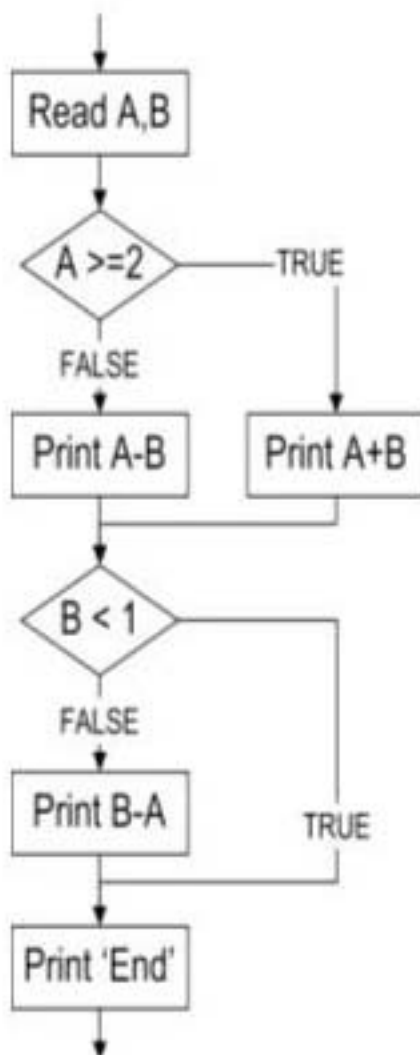 Read A,B
A >=2
TRUE
FALSE
Print A-B
Print A+B
B < 1
FALSE
Print B-A
TRUE
Print ‘End’